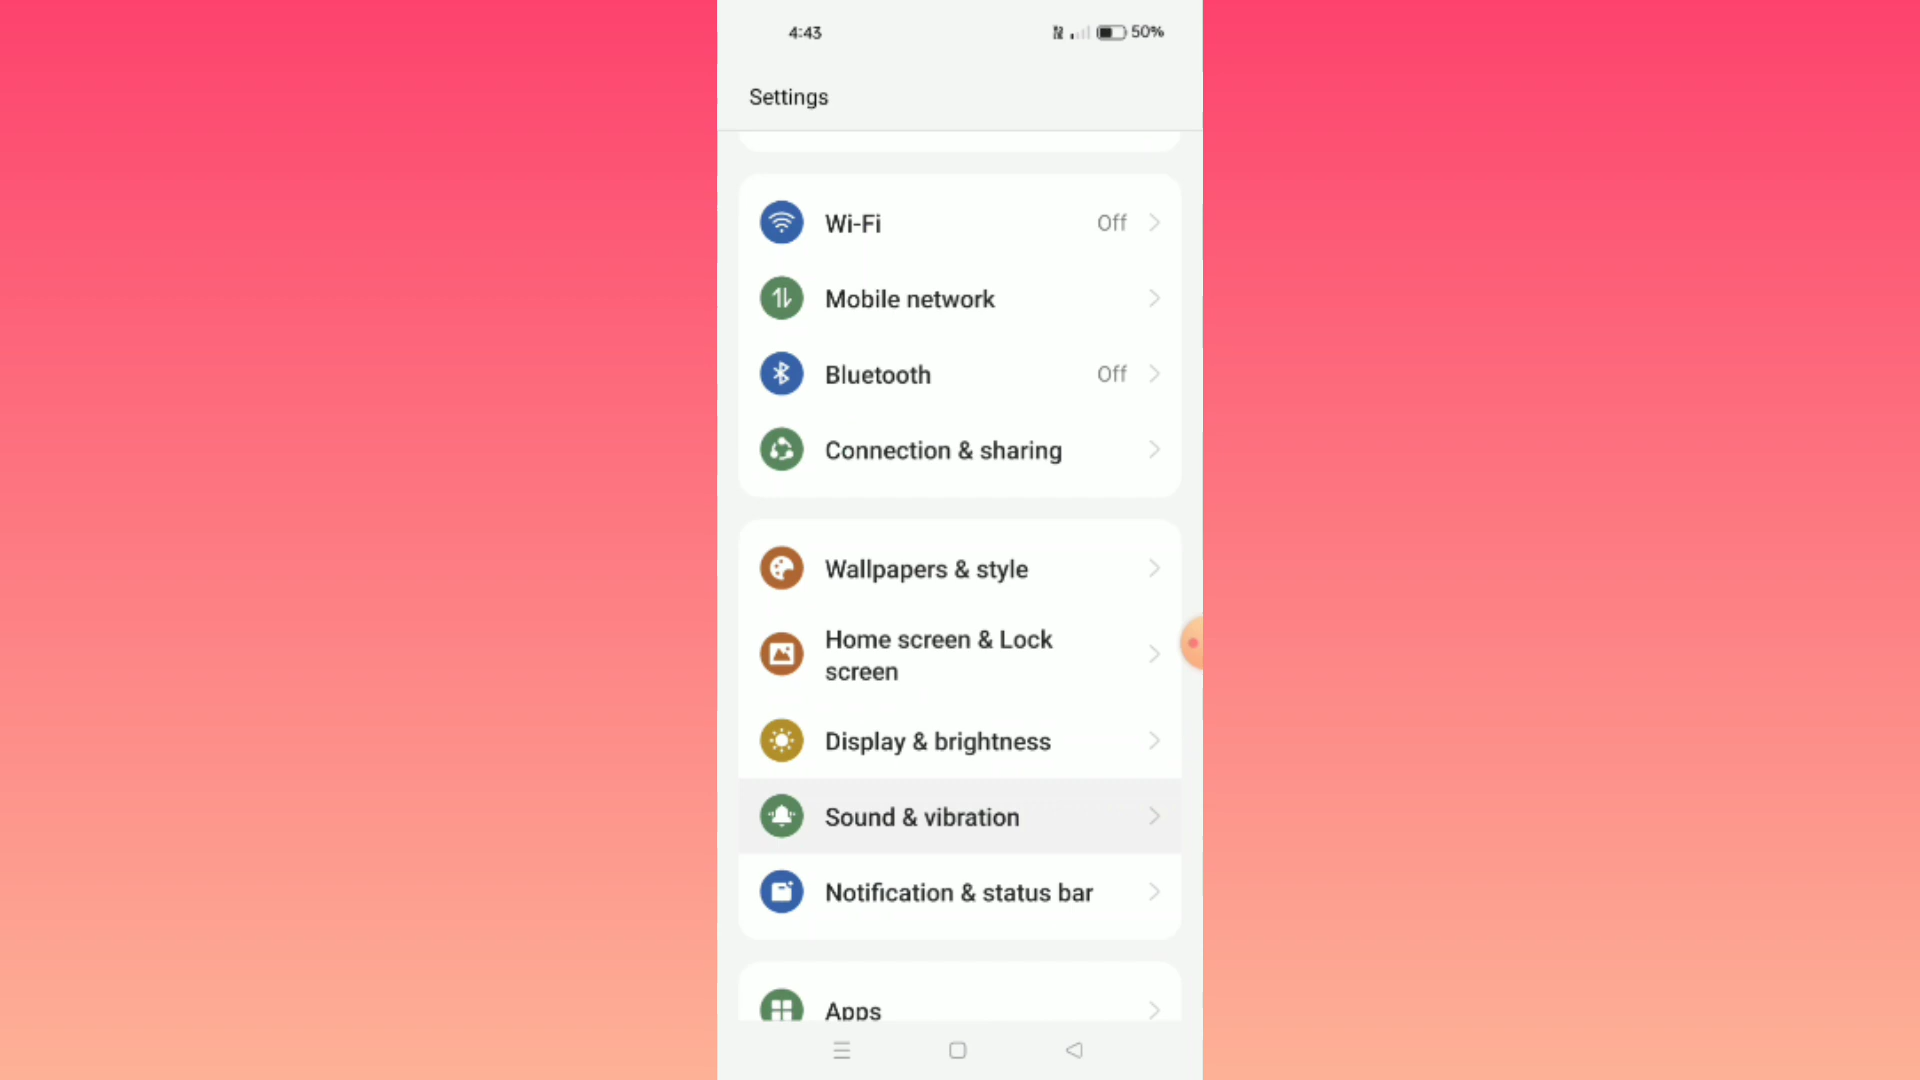 4:43
50%
Settings
Wi-Fi
Off
Mobile network
Bluetooth
Off
Connection & sharing
Wallpapers & style
Home screen & Lock
screen
Display & brightness
Sound & vibration
Notification & status bar
Apps